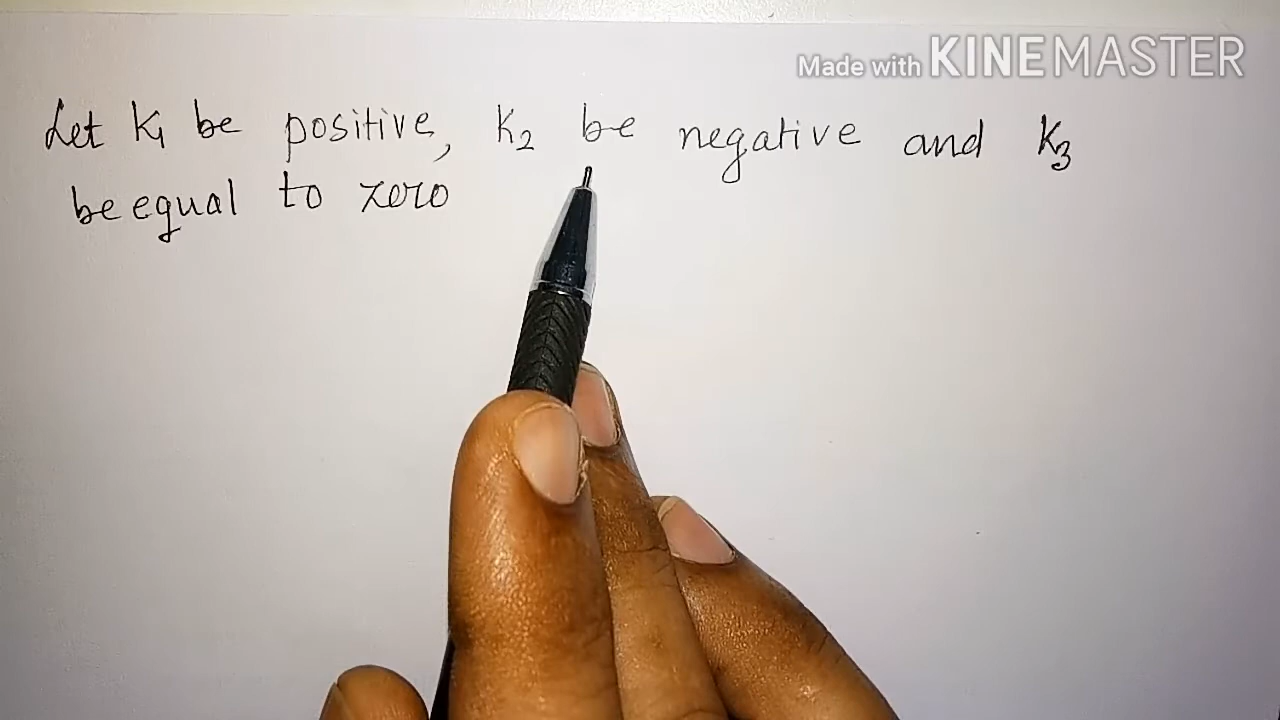 Made with KINEMASTER
Let K1 be positive, K2 be negative and K3
be equal to zero